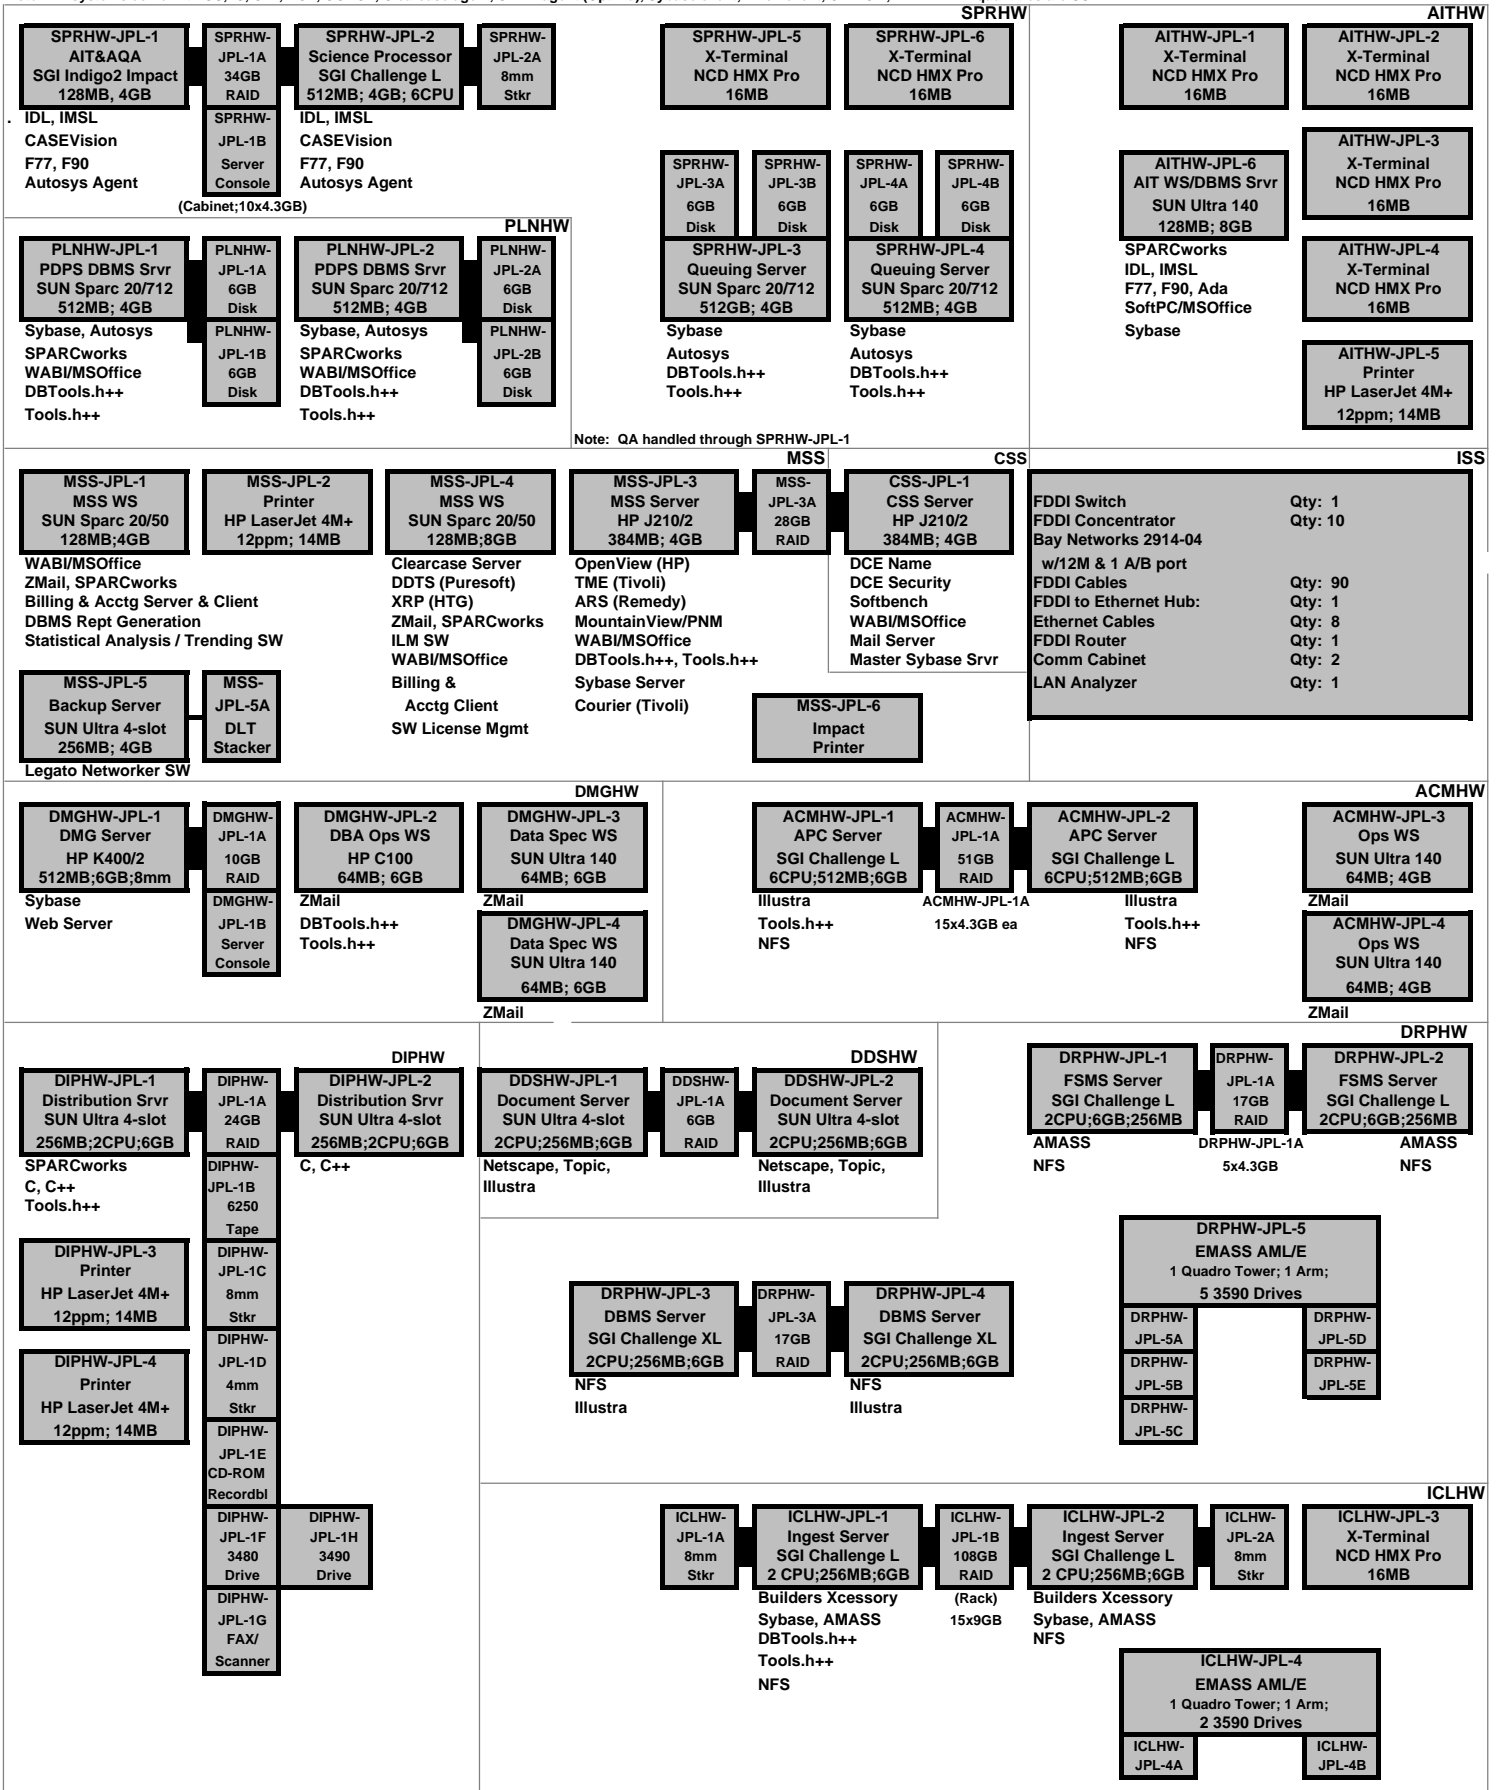 SPRHW
AITHW
SPRHW-JPL-1
AIT&AQA
SGI Indigo2 Impact
128MB, 4GB
SPRHW-
JPL-1A
34GB
RAID
SPRHW-JPL-2
Science Processor
SGI Challenge L
512MB; 4GB; 6CPU
SPRHW-
JPL-2A
8mm
Stkr
. IDL, IMSL
CASEVision
F77, F90
Autosys Agent
SPRHW-
JPL-1B
Server
Console
(Cabinet;10x4.3GB)
IDL, IMSL
CASEVision
F77, F90
Autosys Agent
SPRHW-JPL-5
X-Terminal
NCD HMX Pro
16MB
SPRHW-JPL-6
X-Terminal
NCD HMX Pro
16MB
SPRHW-
JPL-3A
6GB
Disk
SPRHW-
JPL-3B
6GB
Disk
SPRHW-
JPL-4A
6GB
Disk
SPRHW-
JPL-4B
6GB
Disk
SPRHW-JPL-3
Queuing Server
SUN Sparc 20/712
512GB; 4GB
Sybase
Autosys
DBTools.h++
Tools.h++
SPRHW-JPL-4
Queuing Server
SUN Sparc 20/712
512MB; 4GB
Sybase
Autosys
DBTools.h++
Tools.h++
Note: QA handled through SPRHW-JPL-1
AITHW-JPL-1
X-Terminal
NCD HMX Pro
16MB
AITHW-JPL-2
X-Terminal
NCD HMX Pro
16MB
AITHW-JPL-6
AIT WS/DBMS Srvr
SUN Ultra 140
128MB; 8GB
SPARCworks
IDL, IMSL
F77, F90, Ada
SoftPC/MSOffice
Sybase
AITHW-JPL-3
X-Terminal
NCD HMX Pro
16MB
AITHW-JPL-4
X-Terminal
NCD HMX Pro
16MB
AITHW-JPL-5
Printer
HP LaserJet 4M+
12ppm; 14MB
PLNHW
PLNHW-JPL-1
PDPS DBMS Srvr
SUN Sparc 20/712
512MB; 4GB
Sybase, Autosys
SPARCworks
WABI/MSOffice
DBTools.h++
Tools.h++
PLNHW-
JPL-1A
6GB
Disk
PLNHW-
JPL-1B
6GB
Disk
PLNHW-JPL-2
PDPS DBMS Srvr
SUN Sparc 20/712
512MB; 4GB
Sybase, Autosys
SPARCworks
WABI/MSOffice
DBTools.h++
Tools.h++
PLNHW-
JPL-2A
6GB
Disk
PLNHW-
JPL-2B
6GB
Disk
MSS
CSS
ISS
MSS-JPL-1
MSS WS
SUN Sparc 20/50
128MB;4GB
WABI/MSOffice
ZMail, SPARCworks
Billing & Acctg Server & Client
DBMS Rept Generation
Statistical Analysis / Trending SW
MSS-JPL-2
Printer
HP LaserJet 4M+
12ppm; 14MB
MSS-JPL-4
MSS WS
SUN Sparc 20/50
128MB;8GB
Clearcase Server
DDTS (Puresoft)
XRP (HTG)
ZMail, SPARCworks
ILM SW
WABI/MSOffice
Billing &
Acctg Client
SW License Mgmt
MSS-JPL-3
MSS Server
HP J210/2
384MB; 4GB
OpenView (HP)
TME (Tivoli)
ARS (Remedy)
MountainView/PNM
WABI/MSOffice
DBTools.h++, Tools.h++
Sybase Server
Courier (Tivoli)
MSS-
JPL-3A
28GB
RAID
CSS-JPL-1
CSS Server
HP J210/2
384MB; 4GB
DCE Name
DCE Security
Softbench
WABI/MSOffice
Mail Server
Master Sybase Srvr
MSS-JPL-6
Impact
Printer
MSS-JPL-5
Backup Server
SUN Ultra 4-slot
256MB; 4GB
Legato Networker SW
MSS-
JPL-5A
DLT
Stacker
FDDI Switch Qty: 1
FDDI Concentrator Qty: 10
Bay Networks 2914-04
w/12M & 1 A/B port
FDDI Cables Qty: 90
FDDI to Ethernet Hub: Qty: 1
Ethernet Cables Qty: 8
FDDI Router Qty: 1
Comm Cabinet Qty: 2
LAN Analyzer Qty: 1
DMGHW
DMGHW-JPL-1
DMG Server
HP K400/2
512MB;6GB;8mm
Sybase
Web Server
DMGHW-
JPL-1A
10GB
RAID
DMGHW-
JPL-1B
Server
Console
DMGHW-JPL-2
DBA Ops WS
HP C100
64MB; 6GB
ZMail
DBTools.h++
Tools.h++
DMGHW-JPL-3
Data Spec WS
SUN Ultra 140
64MB; 6GB
ZMail
DMGHW-JPL-4
Data Spec WS
SUN Ultra 140
64MB; 6GB
ZMail
ACMHW
ACMHW-JPL-1
APC Server
SGI Challenge L
6CPU;512MB;6GB
Illustra
Tools.h++
NFS
ACMHW-
JPL-1A
51GB
RAID
ACMHW-JPL-1A
15x4.3GB ea
ACMHW-JPL-2
APC Server
SGI Challenge L
6CPU;512MB;6GB
Illustra
Tools.h++
NFS
ACMHW-JPL-3
Ops WS
SUN Ultra 140
64MB; 4GB
ZMail
ACMHW-JPL-4
Ops WS
SUN Ultra 140
64MB; 4GB
ZMail
DIPHW
DIPHW-JPL-1
Distribution Srvr
SUN Ultra 4-slot
256MB;2CPU;6GB
SPARCworks
C, C++
Tools.h++
DIPHW-
JPL-1A
24GB
RAID
DIPHW-
JPL-1B
6250
Tape
DIPHW-
JPL-1C
8mm
Stkr
DIPHW-
JPL-1D
4mm
Stkr
DIPHW-
JPL-1E
CD-ROM
Recordbl
DIPHW-
JPL-1F
3480
Drive
DIPHW-
JPL-1H
3490
Drive
DIPHW-
JPL-1G
FAX/
Scanner
DIPHW-JPL-2
Distribution Srvr
SUN Ultra 4-slot
256MB;2CPU;6GB
C, C++
DIPHW-JPL-3
Printer
HP LaserJet 4M+
12ppm; 14MB
DIPHW-JPL-4
Printer
HP LaserJet 4M+
12ppm; 14MB
DDSHW
DDSHW-JPL-1
Document Server
SUN Ultra 4-slot
2CPU;256MB;6GB
Netscape, Topic,
Illustra
DDSHW-
JPL-1A
6GB
RAID
DDSHW-JPL-2
Document Server
SUN Ultra 4-slot
2CPU;256MB;6GB
Netscape, Topic,
Illustra
DRPHW
DRPHW-JPL-1
FSMS Server
SGI Challenge L
2CPU;6GB;256MB
AMASS
NFS
DRPHW-
JPL-1A
17GB
RAID
DRPHW-JPL-1A
5x4.3GB
DRPHW-JPL-2
FSMS Server
SGI Challenge L
2CPU;6GB;256MB
AMASS
NFS
DRPHW-JPL-3
DBMS Server
SGI Challenge XL
2CPU;256MB;6GB
NFS
Illustra
DRPHW-
JPL-3A
17GB
RAID
DRPHW-JPL-4
DBMS Server
SGI Challenge XL
2CPU;256MB;6GB
NFS
Illustra
DRPHW-JPL-5
EMASS AML/E
1 Quadro Tower; 1 Arm;
5 3590 Drives
DRPHW-
JPL-5A
DRPHW-
JPL-5B
DRPHW-
JPL-5C
DRPHW-
JPL-5D
DRPHW-
JPL-5E
ICLHW
ICLHW-
JPL-1A
8mm
Stkr
ICLHW-JPL-1
Ingest Server
SGI Challenge L
2 CPU;256MB;6GB
Builders Xcessory
Sybase, AMASS
DBTools.h++
Tools.h++
NFS
ICLHW-
JPL-1B
108GB
RAID
(Rack)
15x9GB
ICLHW-JPL-2
Ingest Server
SGI Challenge L
2 CPU;256MB;6GB
Builders Xcessory
Sybase, AMASS
NFS
ICLHW-
JPL-2A
8mm
Stkr
ICLHW-JPL-3
X-Terminal
NCD HMX Pro
16MB
ICLHW-JPL-4
EMASS AML/E
1 Quadro Tower; 1 Arm;
2 3590 Drives
ICLHW-
JPL-4A
ICLHW-
JPL-4B